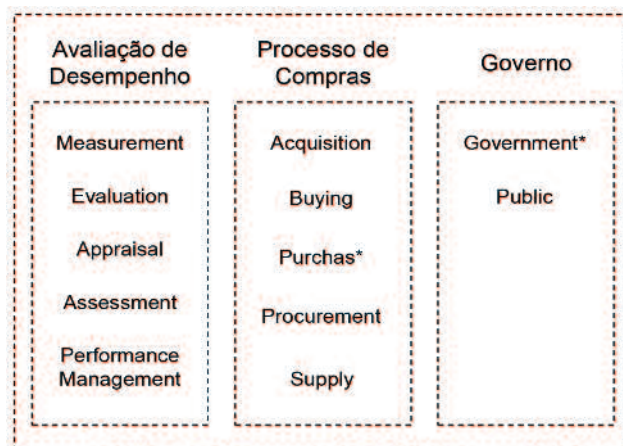 Avaliação de
Desempenho
Measurement
Evaluation
Appraisal
Assessment
Performance
Management
Processo de
Compras
Acquisition
Buying
Purchas*
Procurement
Supply
Governo
Government*
Public